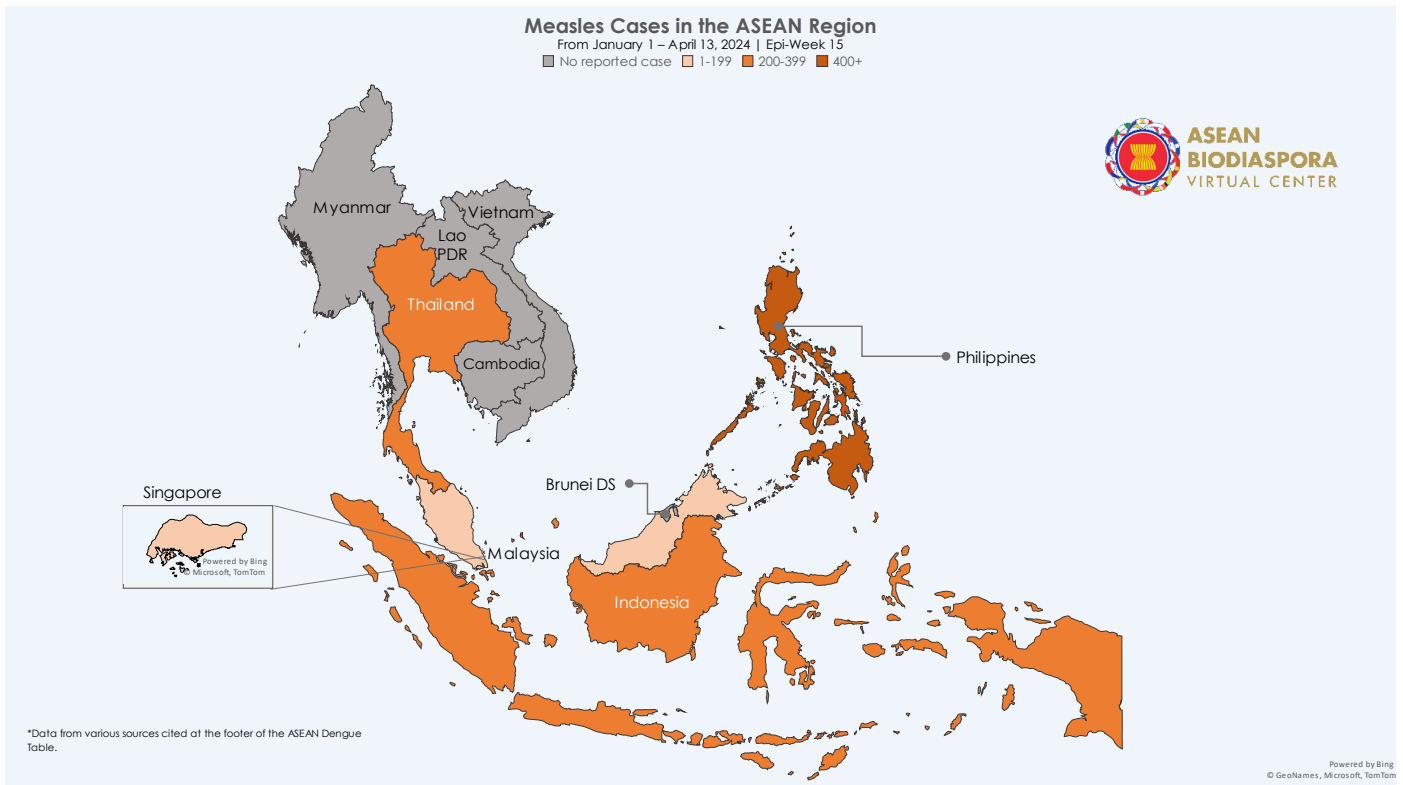 Measles Cases in the ASEAN Region
From January 1 – April 13, 2024 | Epi-Week 15
No reported case 1-199 200-399 400+
ASEAN
BIODIASPORA
VIRTUAL CENTER
Myanmar
Vietnam
Lao
PDR
Thailand
Cambodia
Philippines
Brunei DS
Singapore
Powered by Bing
© Microsoft, TomTom
Malaysia
Indonesia
*Data from various sources cited at the footer of the ASEAN Dengue
Table.
Powered by Bing
© GeoNames, Microsoft, TomTom